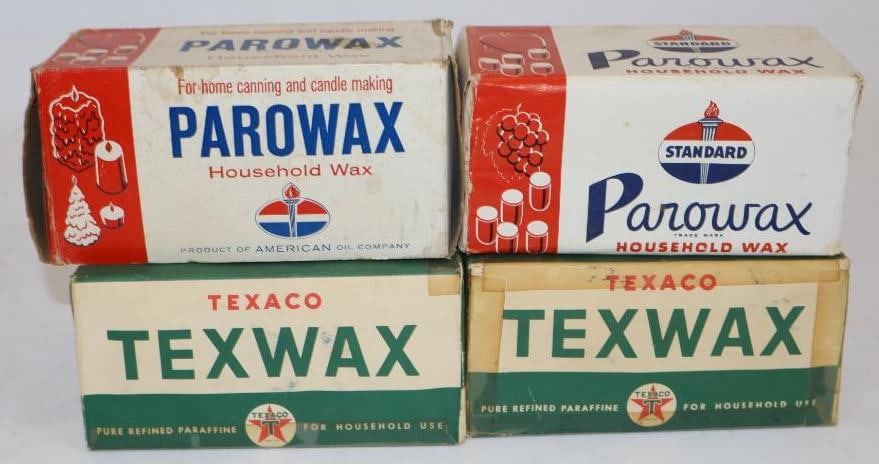 PAROWAX
Household Wax
For home canning and candle making
PAROWAX
Household Wax
PRODUCT OF AMERICAN OIL COMPANY
STANDARD
Parowax
HOUSEHOLD WAX
STANDARD
Parowax
TRADE MARK
HOUSEHOLD WAX
TEXACO
TEXWAX
PURE REFINED PARAFFINE
TEXACO
T
FOR HOUSEHOLD USE
TEXACO
TEXWAX
PURE REFINED PARAFFINE
TEXACO
T
FOR HOUSEHOLD USE